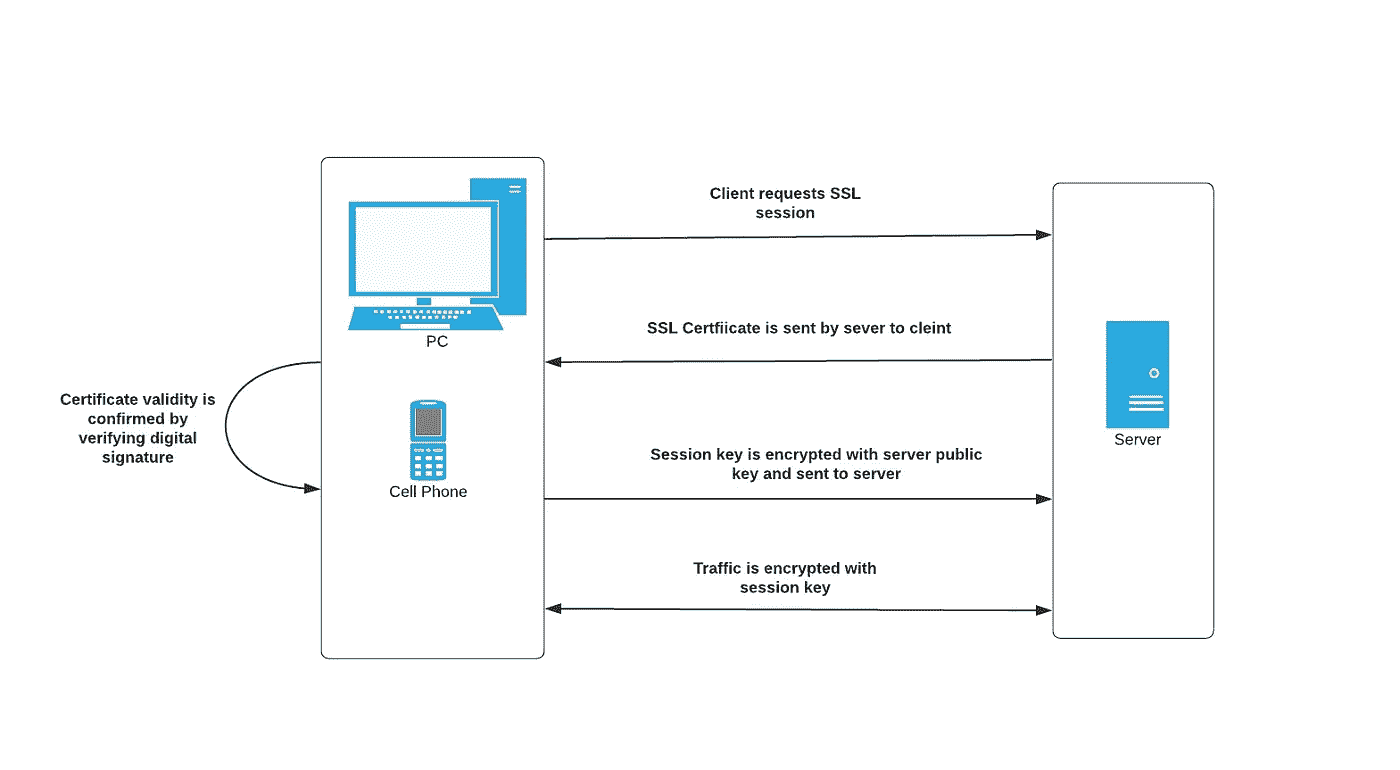 Client requests SSL
session
SSL Certfiicate is sent by sever to cleint
PC
Certificate validity is
confirmed by
verifying digital
signature
Cell Phone
Server
Session key is encrypted with server public
key and sent to server
Traffic is encrypted with
session key